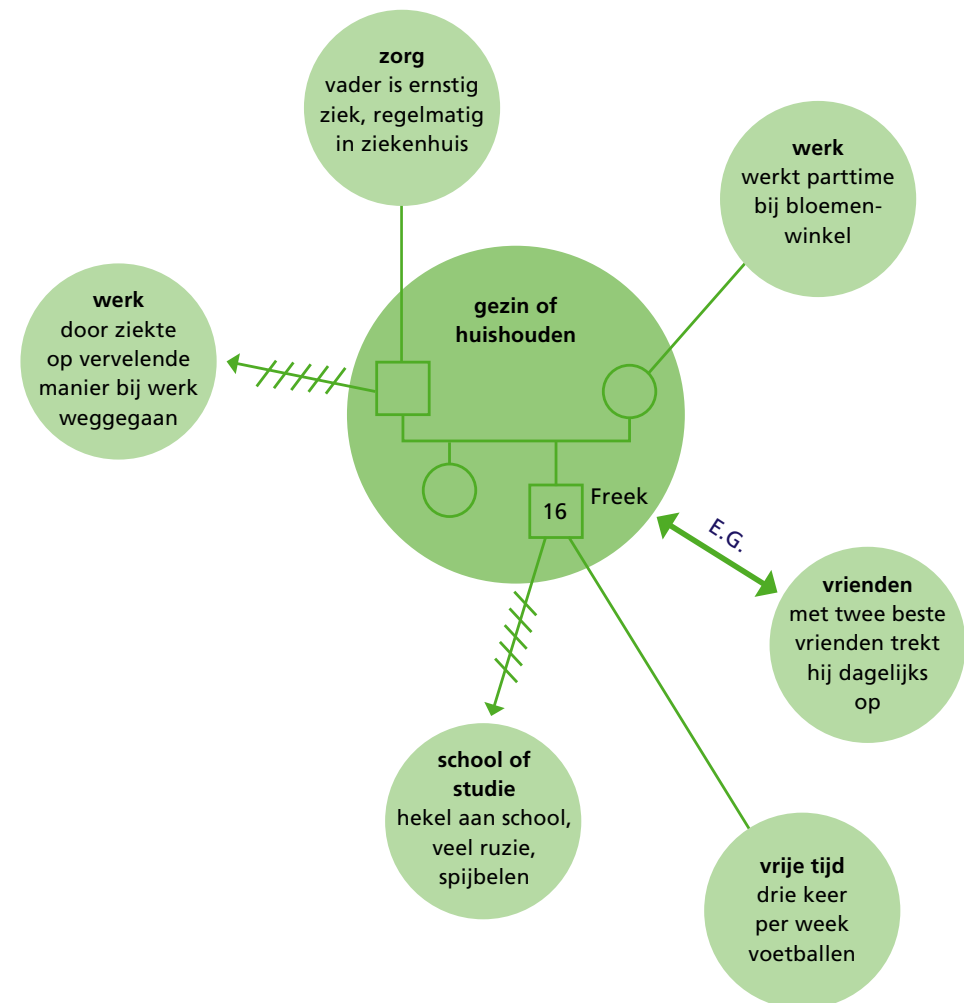 zorg
vader is ernstig
ziek, regelmatig
in ziekenhuis
werk
werkt parttime
bij bloemen-
winkel
werk
door ziekte
op vervelende
manier bij werk
weggegaan
gezin of
huishouden
16
Freek
E.G.
vrienden
met twee beste
vrienden trekt
hij dagelijks
op
school of
studie
hekel aan school,
veel ruzie,
spijbelen
vrije tijd
drie keer
per week
voetballen